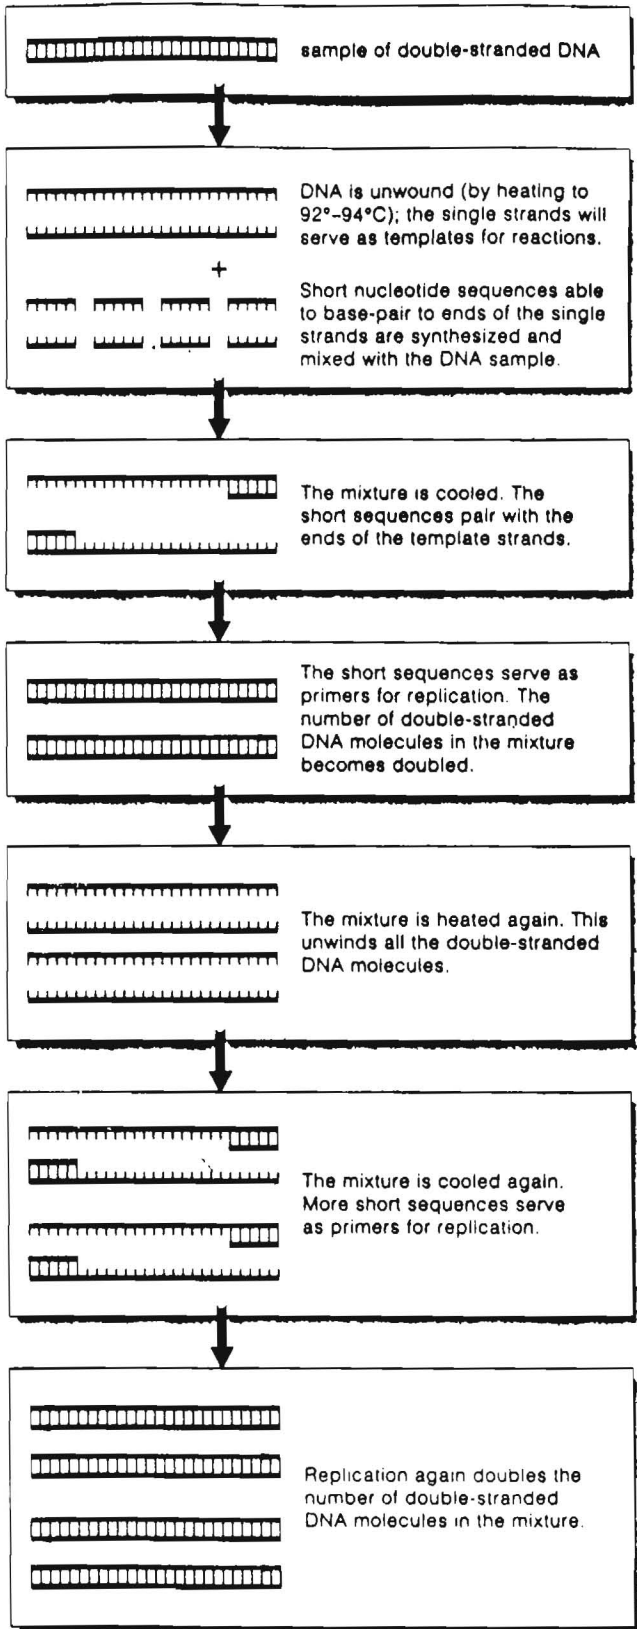 sample of double-stranded DNA
DNA is unwound (by heating to
92°–94°C); the single strands will
serve as templates for reactions.
+
Short nucleotide sequences able
to base-pair to ends of the single
strands are synthesized and
mixed with the DNA sample.
The mixture is cooled. The
short sequences pair with the
ends of the template strands.
The short sequences serve as
primers for replication. The
number of double-stranded
DNA molecules in the mixture
becomes doubled.
The mixture is heated again. This
unwinds all the double-stranded
DNA molecules.
The mixture is cooled again.
More short sequences serve
as primers for replication.
Replication again doubles the
number of double-stranded
DNA molecules in the mixture.